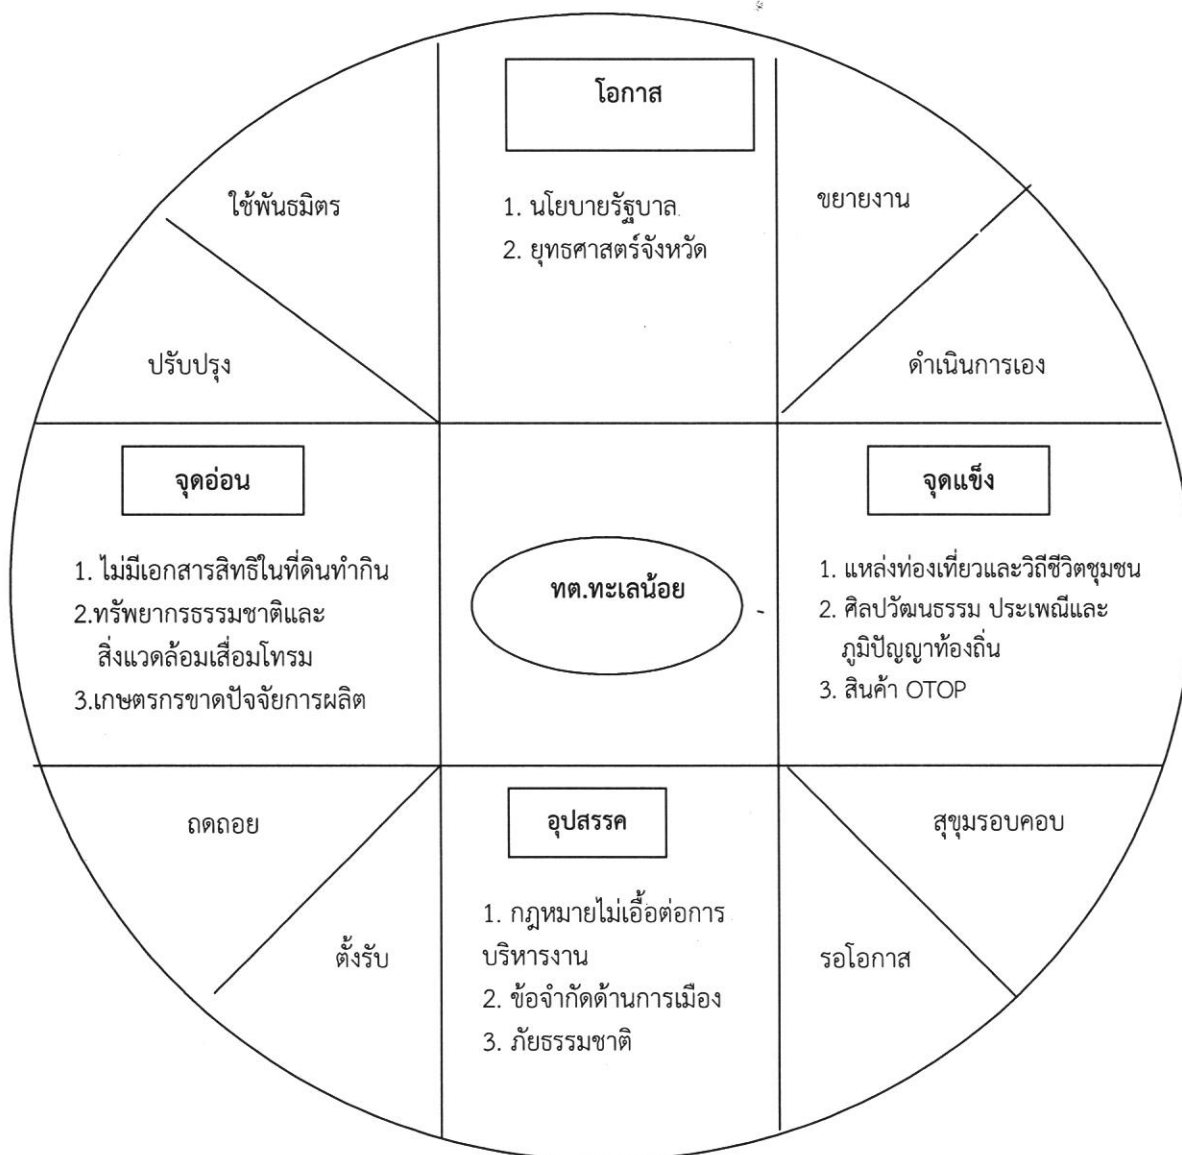 โอกาส
ใช้พันธมิตร
1. นโยบายรัฐบาล
2. ยุทธศาสตร์จังหวัด
ขยายงาน
ปรับปรุง
ดำเนินการเอง
จุดอ่อน
1. ไม่มีเอกสารสิทธิในที่ดินทำกิน
2.ทรัพยากรธรรมชาติและ
สิ่งแวดล้อมเสื่อมโทรม
3.เกษตรกรขาดปัจจัยการผลิต
ทต.ทะเลน้อย
จุดแข็ง
1. แหล่งท่องเที่ยวและวิถีชีวิตชุมชน
2. ศิลปวัฒนธรรม ประเพณีและ
ภูมิปัญญาท้องถิ่น
3. สินค้า OTOP
ถดถอย
ตั้งรับ
อุปสรรค
1. กฎหมายไม่เอื้อต่อการ
บริหารงาน
2. ข้อจำกัดด้านการเมือง
3. ภัยธรรมชาติ
สุขุมรอบคอบ
รอโอกาส